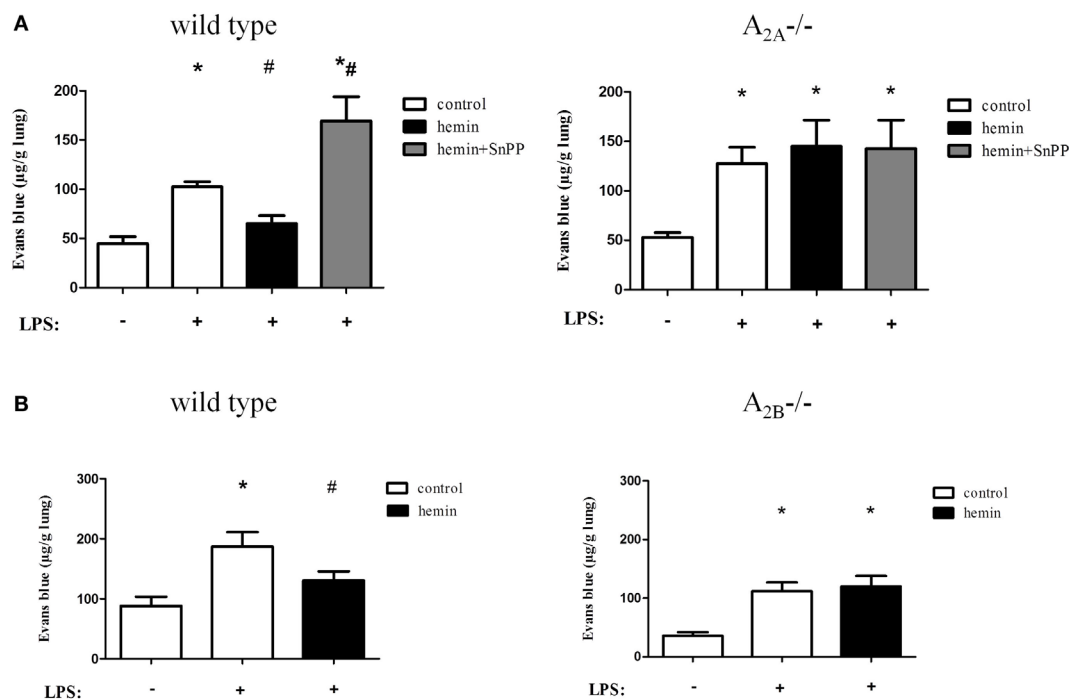 A
wild type
* # *#
200
150
100
50
0
Evans blue (µg/g lung)
control
hemin
hemin+SnPP
LPS: - + + +
A2A-/-
* * *
200
150
100
50
0
Evans blue (µg/g lung)
control
hemin
hemin+SnPP
LPS: - + + +
B
wild type
* #
300
200
100
0
Evans blue (µg/g lung)
control
hemin
LPS: - + +
A2B-/-
* *
300
200
100
0
Evans blue (µg/g lung)
control
hemin
LPS: - + +